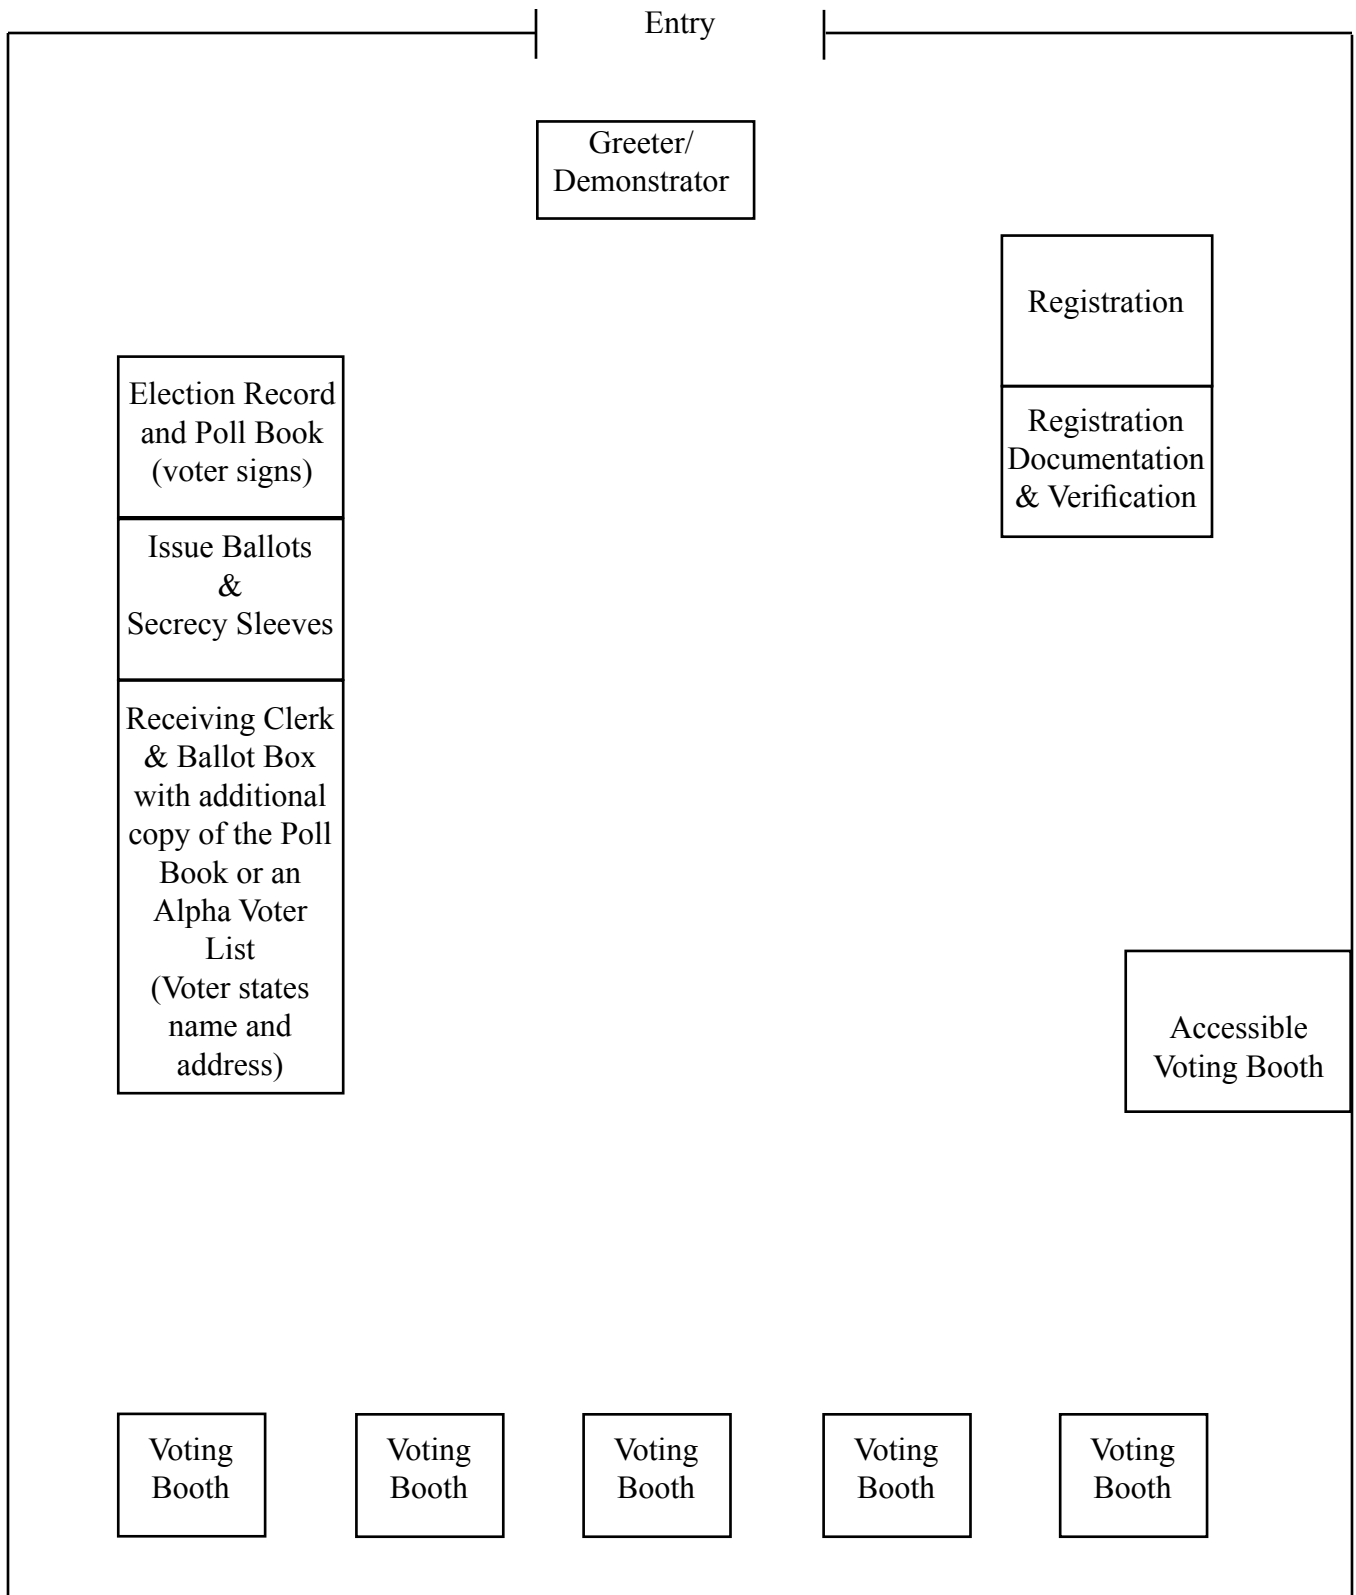 Entry
Greeter/
Demonstrator
Registration
Registration
Documentation
& Verification
Election Record
and Poll Book
(voter signs)
Issue Ballots
&
Secrecy Sleeves
Receiving Clerk
& Ballot Box
with additional
copy of the Poll
Book or an
Alpha Voter
List
(Voter states
name and
address)
Accessible
Voting Booth
Voting
Booth
Voting
Booth
Voting
Booth
Voting
Booth
Voting
Booth